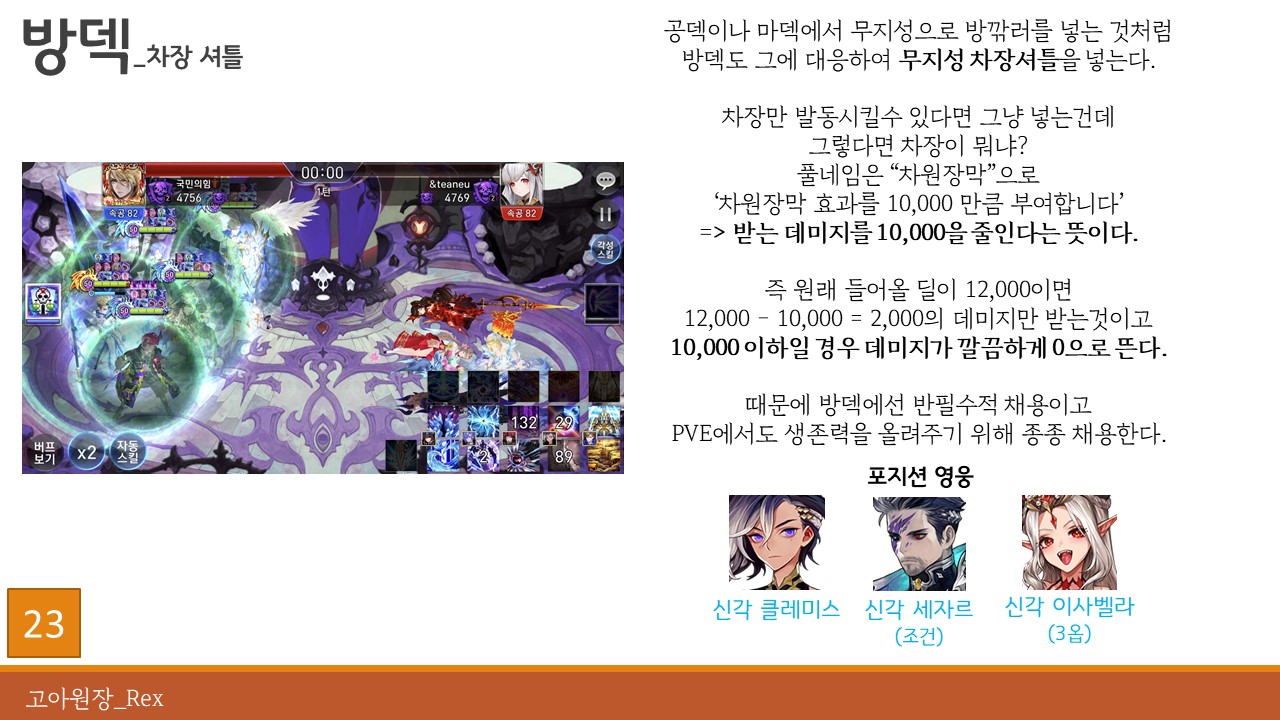 방덱_차장 셔틀
공덱이나 마덱에서 무지성으로 방깎러를 넣는 것처럼
방덱도 그에 대응하여 무지성 차장셔틀을 넣는다.
차장만 발동시킬수 있다면 그냥 넣는건데
그렇다면 차장이 뭐냐?
풀네임은 “차원장막”으로
‘차원장막 효과를 10,000 만큼 부여합니다’
=> 받는 데미지를 10,000을 줄인다는 뜻이다.
즉 원래 들어올 딜이 12,000이면
12,000 - 10,000 = 2,000의 데미지만 받는것이고
10,000 이하일 경우 데미지가 깔끔하게 0으로 뜬다.
때문에 방덱에선 반필수적 채용이고
PVE에서도 생존력을 올려주기 위해 종종 채용한다.
포지션 영웅
신각 클레미스
신각 세자르
(조건)
신각 이사벨라
(3옵)
국민의힘
4756
속공 82
00:00
1턴
&teaneu
4769
속공 82
각성
스킬
50
50
50
50
1
132
29
1
2
89
버프
보기
x2
자동
스킬
23
고아원장_Rex